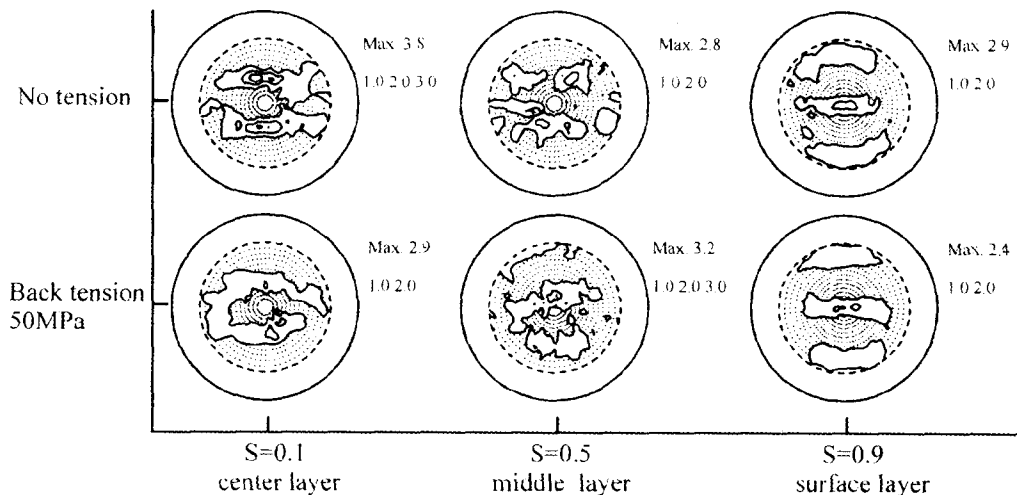 Max. 3.8
Max. 2.8
Max. 2.9
No tension
1.0 2.0 3.0
1.0 2.0
1.0 2.0
Max. 2.9
Max. 3.2
Max. 2.4
Back tension
50MPa
1.0 2.0
1.0 2.0 3.0
1.0 2.0
S=0.1
S=0.5
S=0.9
center layer
middle layer
surface layer